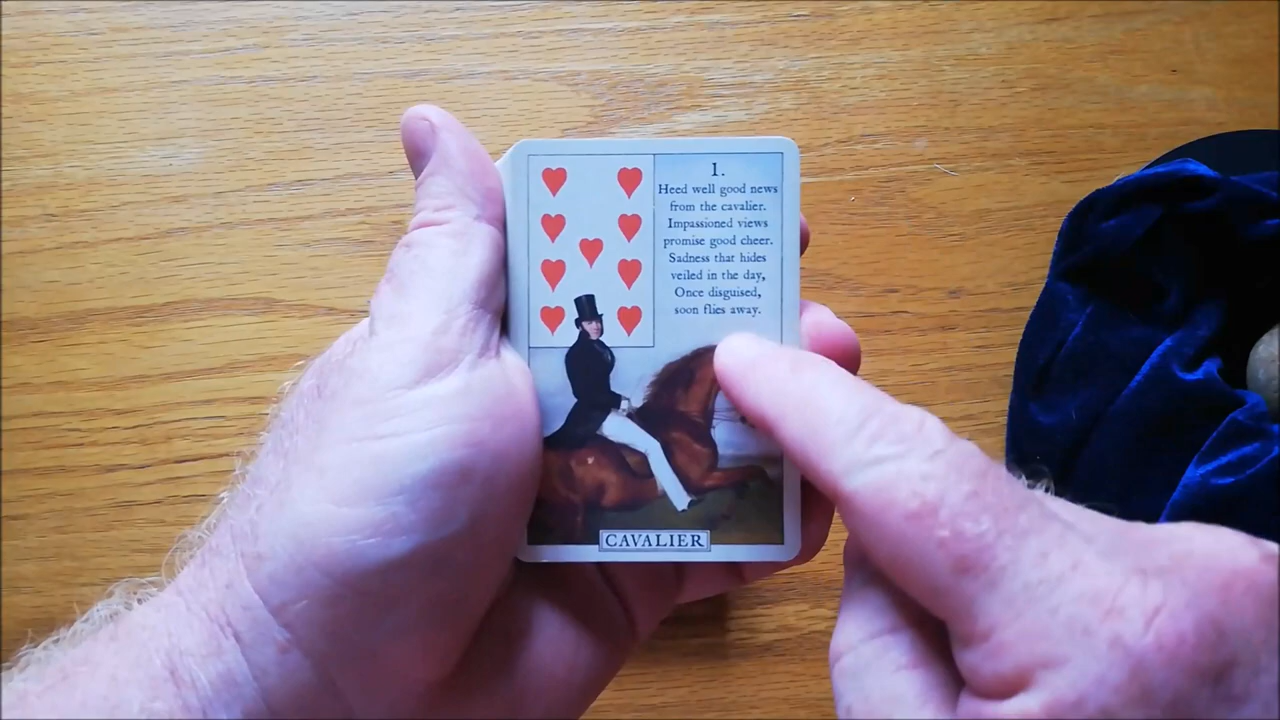 1.
Heed well good news
from the cavalier.
Impassioned views
promise good cheer.
Sadness that hides
veiled in the day,
Once disguised,
soon flies away.
CAVALIER